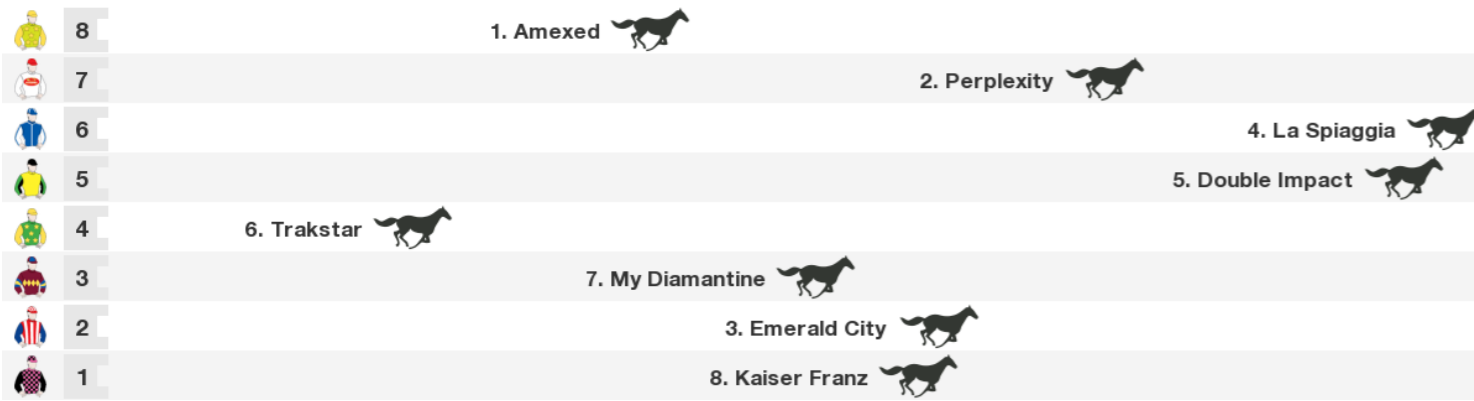 8 1. Amexed
7 2. Perplexity
6 4. La Spiaggia
5 5. Double Impact
4 6. Trakstar
3 7. My Diamantine
2 3. Emerald City
1 8. Kaiser Franz